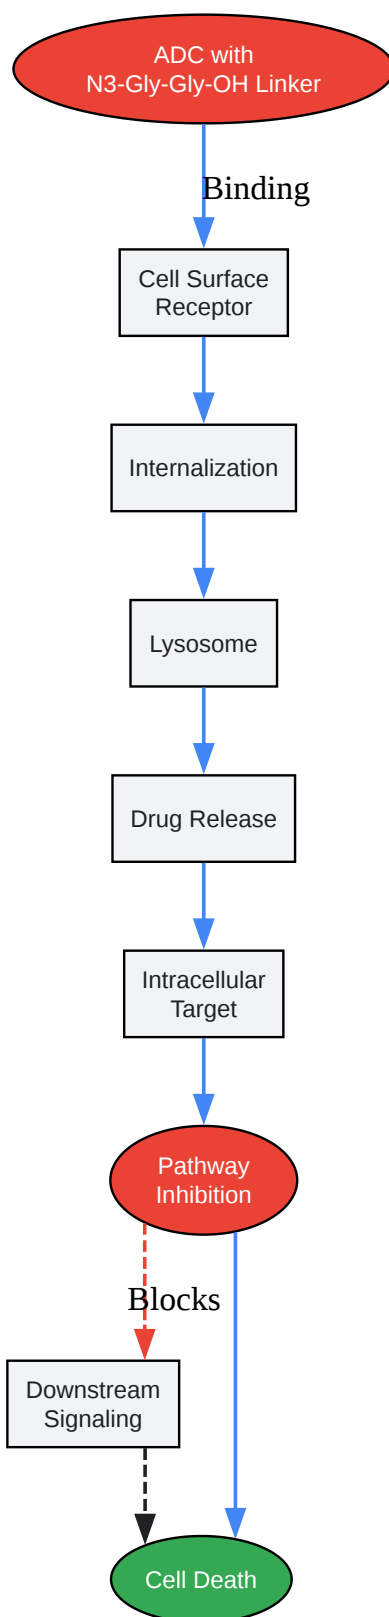 ADC with
N3-Gly-Gly-OH Linker
Binding
Cell Surface
Receptor
Internalization
Lysosome
Drug Release
Intracellular
Target
Pathway
Inhibition
Blocks
Downstream
Signaling
Cell Death